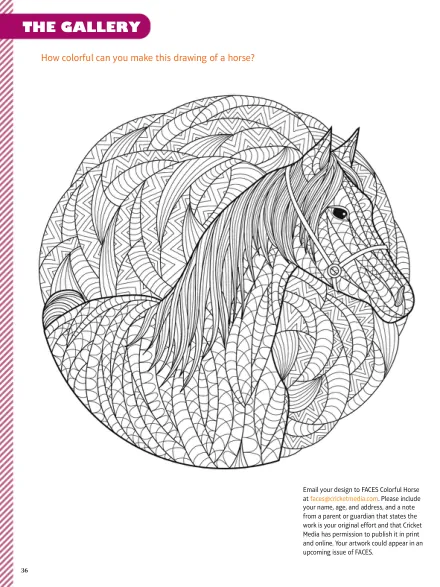 THE GALLERY
How colorful can you make this drawing of a horse?
Email your design to FACES Colorful Horse
at faces@cricketmedia.com. Please include
your name, age, and address, and a note
from a parent or guardian that states the
work is your original effort and that Cricket
Media has permission to publish it in print
and online. Your artwork could appear in an
upcoming issue of FACES.
36